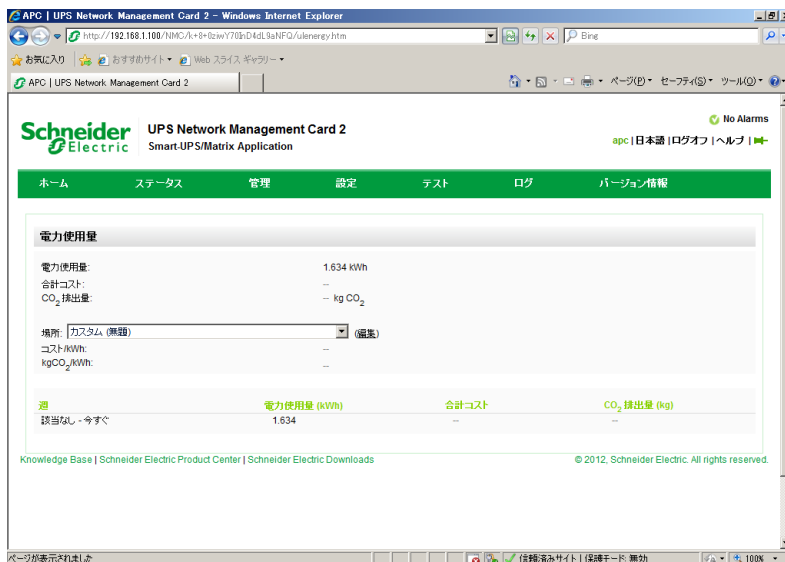 APC | UPS Network Management Card 2 - Windows Internet Explorer
http://192.168.1.100/NMC/k+8+0ziwY70InD4dL9aNFQ/ulenergy.htm
Bing
お気に入り おすすめサイト Web スライス ギャラリー
APC | UPS Network Management Card 2
ページ(P) セーフティ(S) ツール(O)
Schneider Electric
UPS Network Management Card 2
Smart-UPS/Matrix Application
No Alarms
apc | 日本語 | ログオフ | ヘルプ |
ホーム ステータス 管理 設定 テスト ログ バージョン情報
電力使用量
電力使用量: 1.634 kWh
合計コスト: --
CO2 排出量: -- kg CO2
場所: カスタム (無題) (編集)
コスト/kWh: --
kgCO2/kWh: --
週 電力使用量 (kWh) 合計コスト CO2 排出量 (kg)
該当なし - 今すぐ 1.634 -- --
Knowledge Base | Schneider Electric Product Center | Schneider Electric Downloads
© 2012, Schneider Electric. All rights reserved.
ページが表示されました
信頼済みサイト | 保護モード: 無効
100%